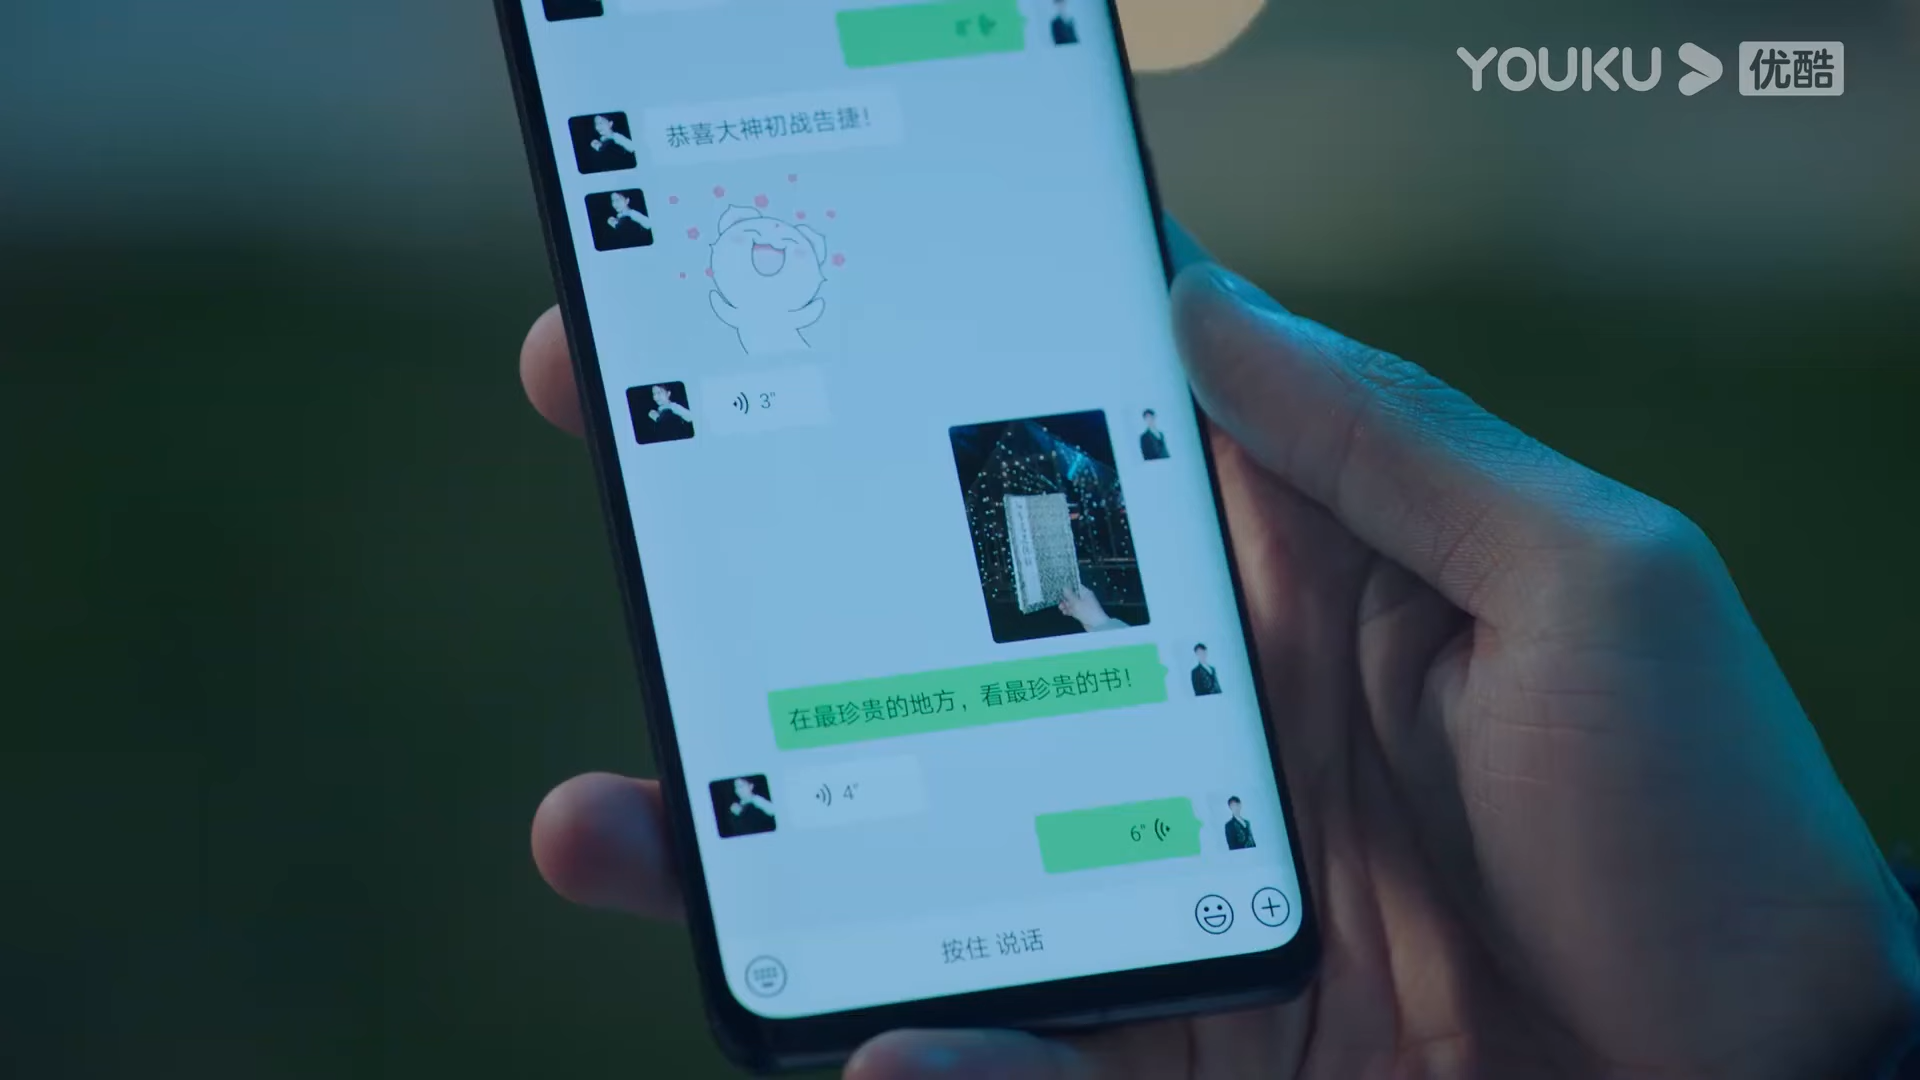 YOUKU 优酷
恭喜大神初战告捷！
3"
在最珍贵的地方，看最珍贵的书！
4"
6"
按住 说话